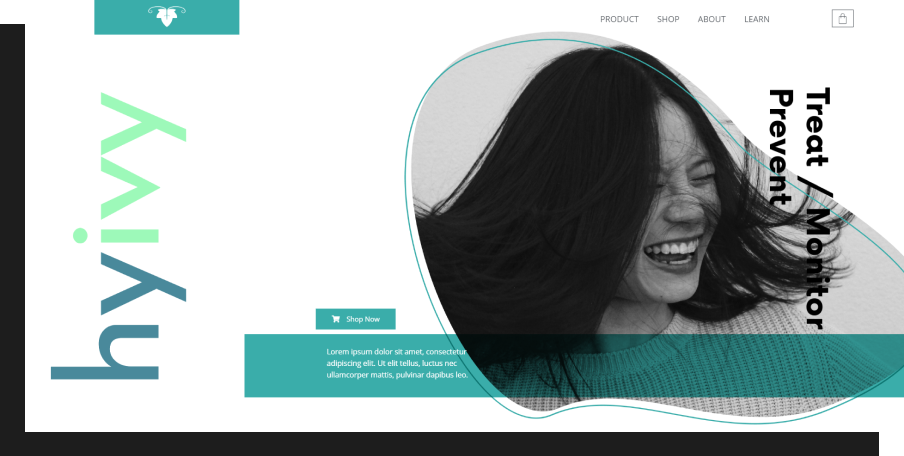 PRODUCT SHOP ABOUT LEARN
hyivy
Treat / Monitor
Prevent
Shop Now
Lorem ipsum dolor sit amet, consectetur
adipiscing elit. Ut elit tellus, luctus nec
ullamcorper mattis, pulvinar dapibus leo.